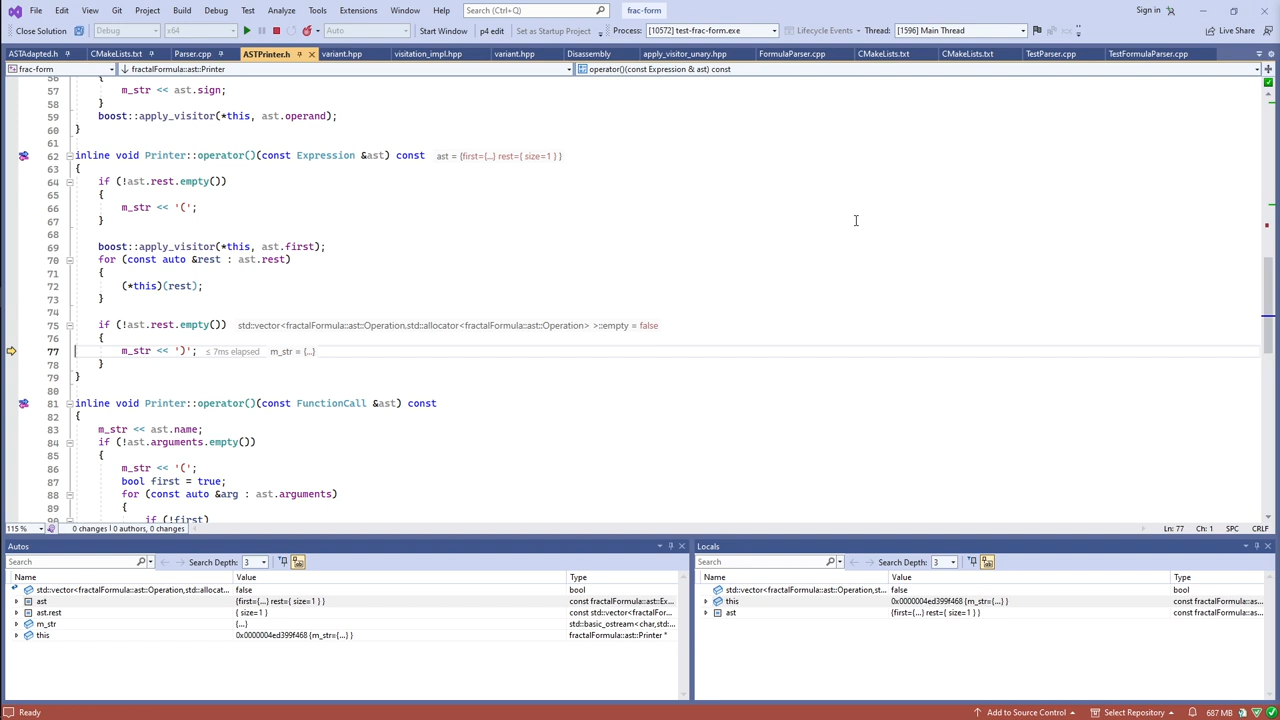 File Edit View Git Project Build Debug Test Analyze Tools Extensions Window Help Search (Ctrl+Q) frac-form Sign in
Close Solution Debug x64 Auto Start Window p4 edit Set as Startup Project Process: [10572] test-frac-form.exe Lifecycle Events Thread: [1596] Main Thread Live Share
ASTAdapted.h CMakeLists.txt Parser.cpp ASTPrinter.h variant.hpp visitation_impl.hpp variant.hpp Disassembly apply_visitor_unary.hpp FormulaParser.cpp CMakeLists.txt CMakeLists.txt TestParser.cpp TestFormulaParser.cpp
frac-form fractalFormula::ast::Printer operator()(const Expression & ast) const
56 {
57 m_str << ast.sign;
58 }
59 boost::apply_visitor(*this, ast.operand);
60 }
61
62 inline void Printer::operator()(const Expression &ast) const ast = {first={...} rest={ size=1 } }
63 {
64 if (!ast.rest.empty())
65 {
66 m_str << '(';
67 }
68
69 boost::apply_visitor(*this, ast.first);
70 for (const auto &rest : ast.rest)
71 {
72 (*this)(rest);
73 }
74
75 if (!ast.rest.empty()) std::vector<fractalFormula::ast::Operation,std::allocator<fractalFormula::ast::Operation> >::empty = false
76 {
77 m_str << ')'; ≤ 7ms elapsed m_str = {...}
78 }
79 }
80
81 inline void Printer::operator()(const FunctionCall &ast) const
82 {
83 m_str << ast.name;
84 if (!ast.arguments.empty())
85 {
86 m_str << '(';
87 bool first = true;
88 for (const auto &arg : ast.arguments)
89 {
90 if (!first)
115 % 0 changes | 0 authors, 0 changes Ln: 77 Ch: 1 SPC CRLF
Autos
Search (Ctrl+E) Search Depth: 3
Name Value Type
std::vector<fractalFormula::ast::Operation,std::allocat... false bool
ast {first={...} rest={ size=1 } } const fractalFormula::ast::Ex...
ast.rest { size=1 } const std::vector<fractalFor...
m_str {...} std::basic_ostream<char,std:...
this 0x0000004ed399f468 {m_str={...} } fractalFormula::ast::Printer *
Locals
Search (Ctrl+E) Search Depth: 3
Name Value Type
std::vector<fractalFormula::ast::Operation,st... false bool
this 0x0000004ed399f468 {m_str={...} } const fractalFormula::as...
ast {first={...} rest={ size=1 } } const fractalFormula::as...
Ready Add to Source Control Select Repository 687 MB